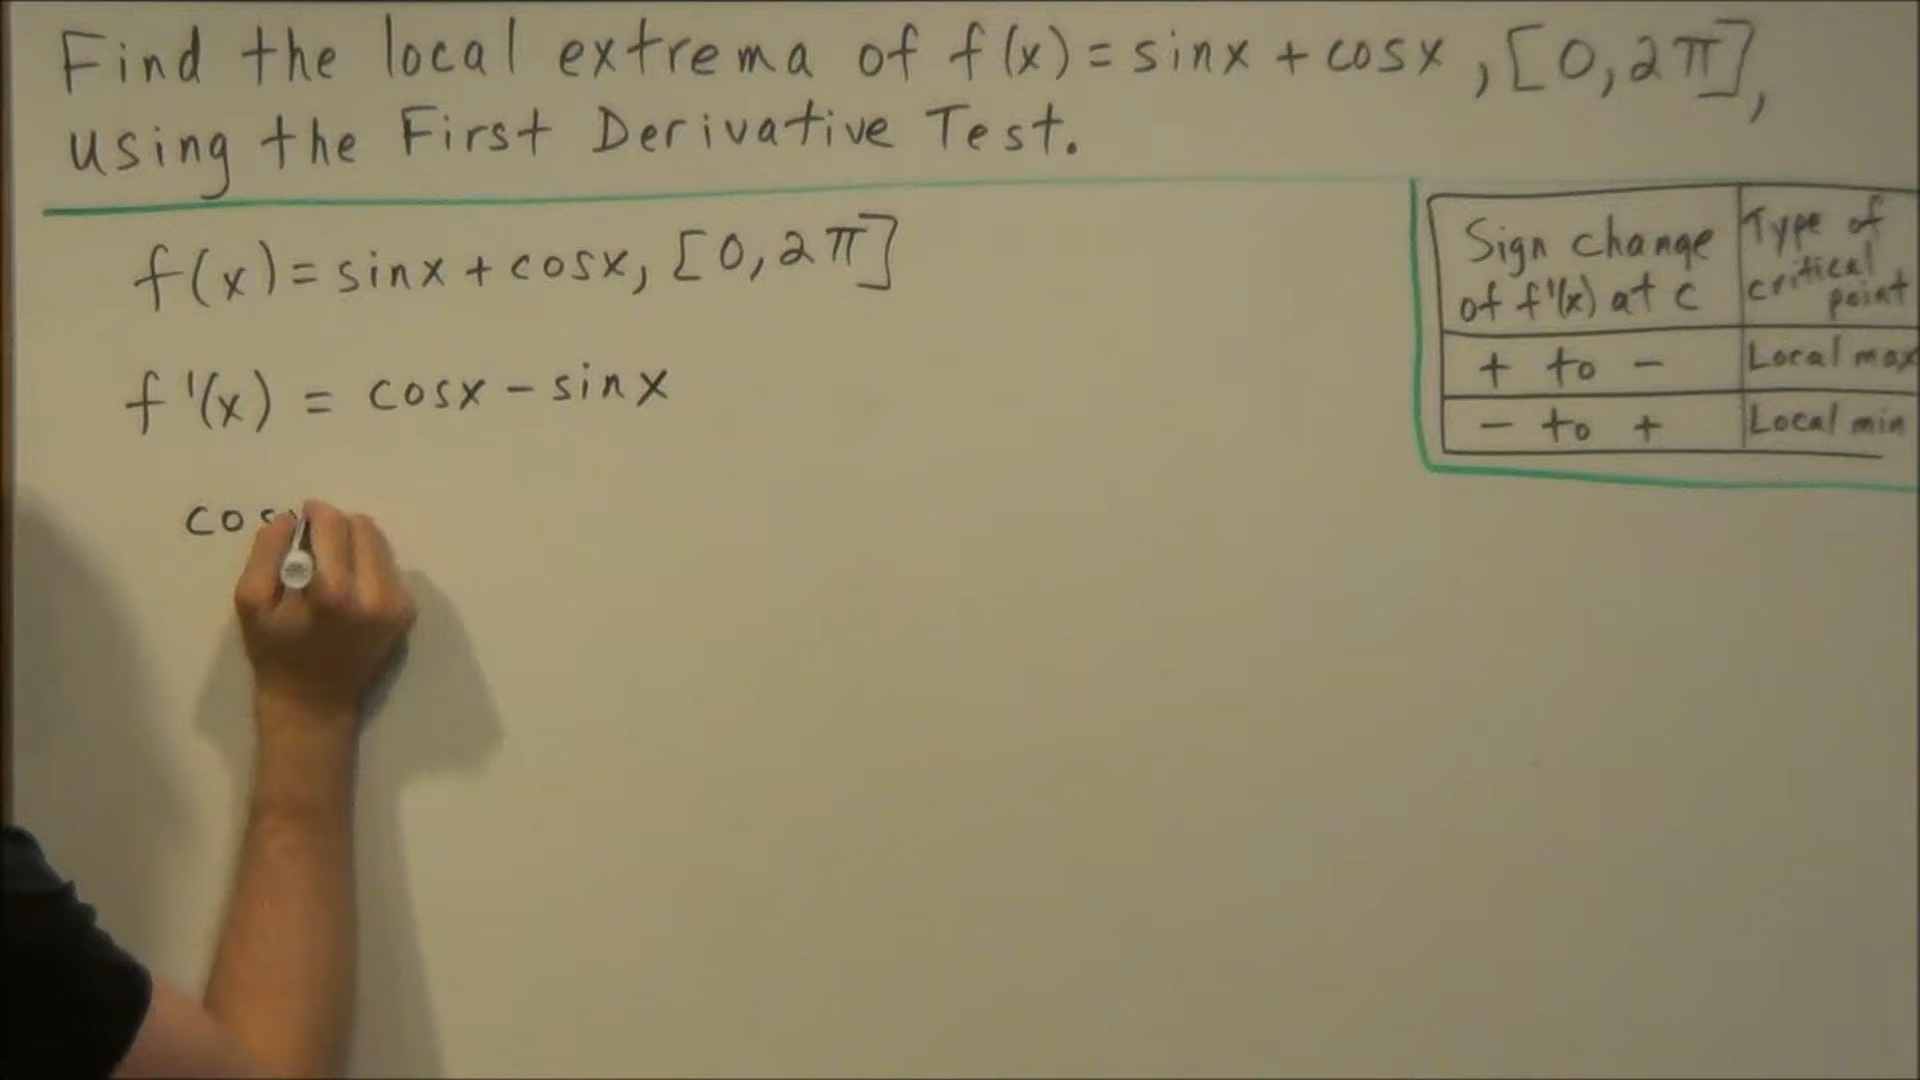 Find the local extrema of f(x) = sinx + cosx, [0, 2π],
using the First Derivative Test.
f(x) = sinx + cosx, [0, 2π]
f'(x) = cosx - sinx
cosx
Sign change
of f'(x) at c
Type of
critical
point
+ to -
Local max
- to +
Local min